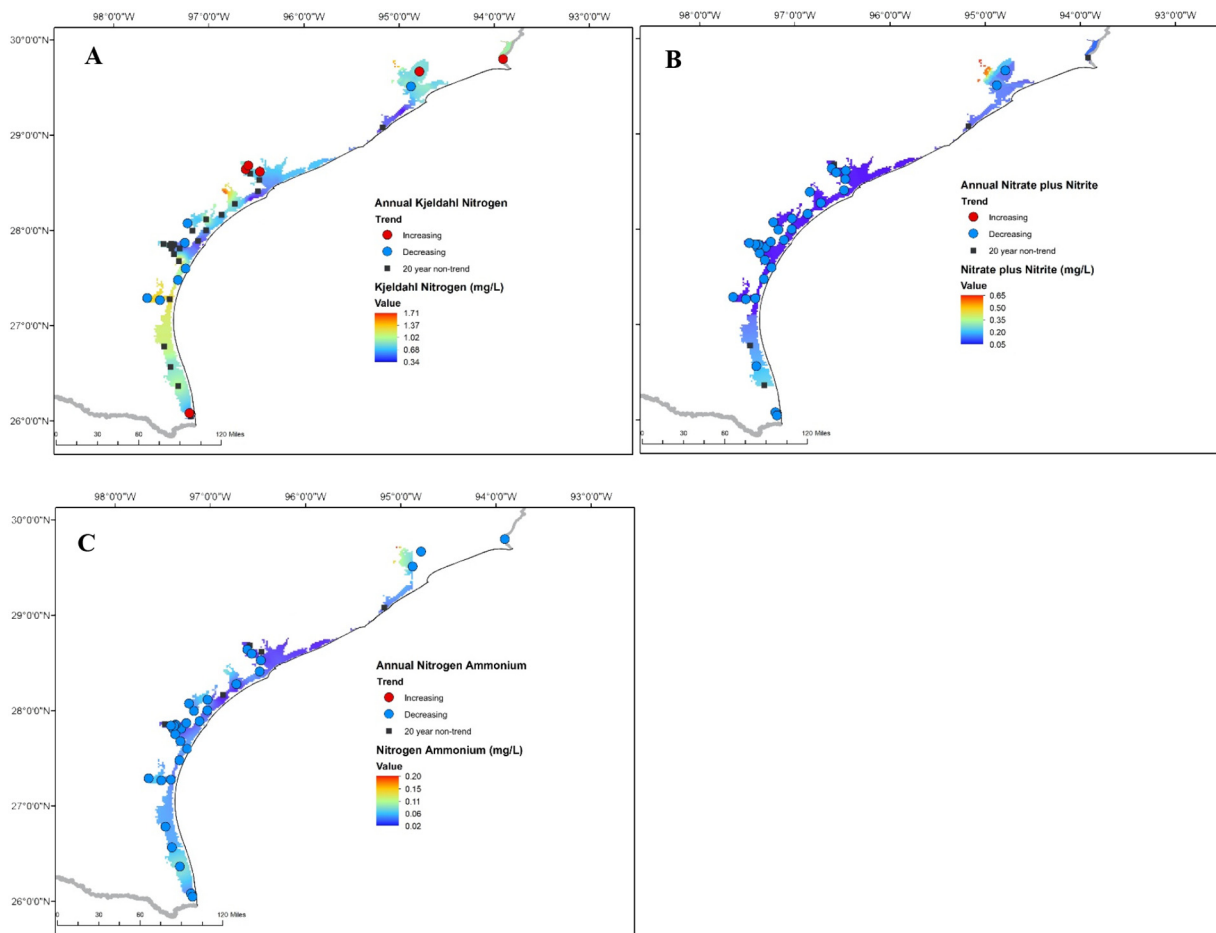 98°0'0"W 97°0'0"W 96°0'0"W 95°0'0"W 94°0'0"W 93°0'0"W
30°0'0"N
29°0'0"N
28°0'0"N
27°0'0"N
26°0'0"N
A
Annual Kjeldahl Nitrogen
Trend
Increasing
Decreasing
20 year non-trend
Kjeldahl Nitrogen (mg/L)
Value
1.71
1.37
1.02
0.68
0.34
0 30 60 120 Miles
98°0'0"W 97°0'0"W 96°0'0"W 95°0'0"W 94°0'0"W 93°0'0"W
B
Annual Nitrate plus Nitrite
Trend
Increasing
Decreasing
20 year non-trend
Nitrate plus Nitrite (mg/L)
Value
0.65
0.50
0.35
0.20
0.05
0 30 60 120 Miles
98°0'0"W 97°0'0"W 96°0'0"W 95°0'0"W 94°0'0"W 93°0'0"W
30°0'0"N
29°0'0"N
28°0'0"N
27°0'0"N
26°0'0"N
C
Annual Nitrogen Ammonium
Trend
Increasing
Decreasing
20 year non-trend
Nitrogen Ammonium (mg/L)
Value
0.20
0.15
0.11
0.06
0.02
0 30 60 120 Miles